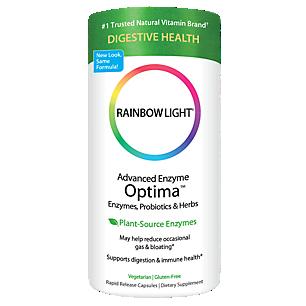 #1 Trusted Natural Vitamin Brand†
DIGESTIVE HEALTH
New Look,
Same
Formula!
RAINBOW LIGHT®
Advanced Enzyme
Optima™
Enzymes, Probiotics & Herbs
Plant-Source Enzymes
May help reduce occasional
gas & bloating*
Supports digestion & immune health*
Vegetarian | Gluten Free
Rapid Release Capsules | Dietary Supplement